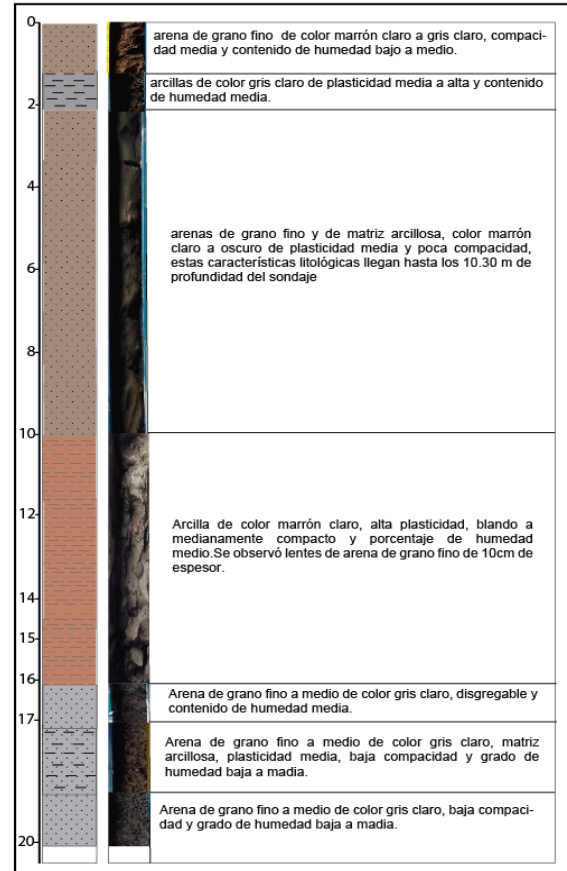 0
arena de grano fino de color marrón claro a gris claro, compaci-
dad media y contenido de humedad bajo a medio.
arcillas de color gris claro de plasticidad media a alta y contenido
de humedad media.
2
4
arenas de grano fino y de matriz arcillosa, color marrón
claro a oscuro de plasticidad media y poca compacidad,
estas características litológicas llegan hasta los 10.30 m de
profundidad del sondaje
6
8
10
12
Arcilla de color marrón claro, alta plasticidad, blando a
medianamente compacto y porcentaje de humedad
medio.Se observó lentes de arena de grano fino de 10cm de
espesor.
14
15
16
Arena de grano fino a medio de color gris claro, disgregable y
contenido de humedad media.
17
Arena de grano fino a medio de color gris claro, matriz
arcillosa, plasticidad media, baja compacidad y grado de
humedad baja a madia.
Arena de grano fino a medio de color gris claro, baja compaci-
dad y grado de humedad baja a madia.
20